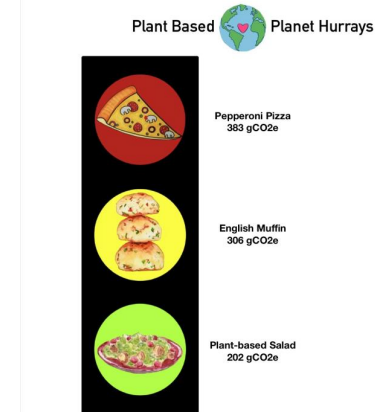 Plant Based Planet Hurrays
Pepperoni Pizza
383 gCO2e
English Muffin
306 gCO2e
Plant-based Salad
202 gCO2e